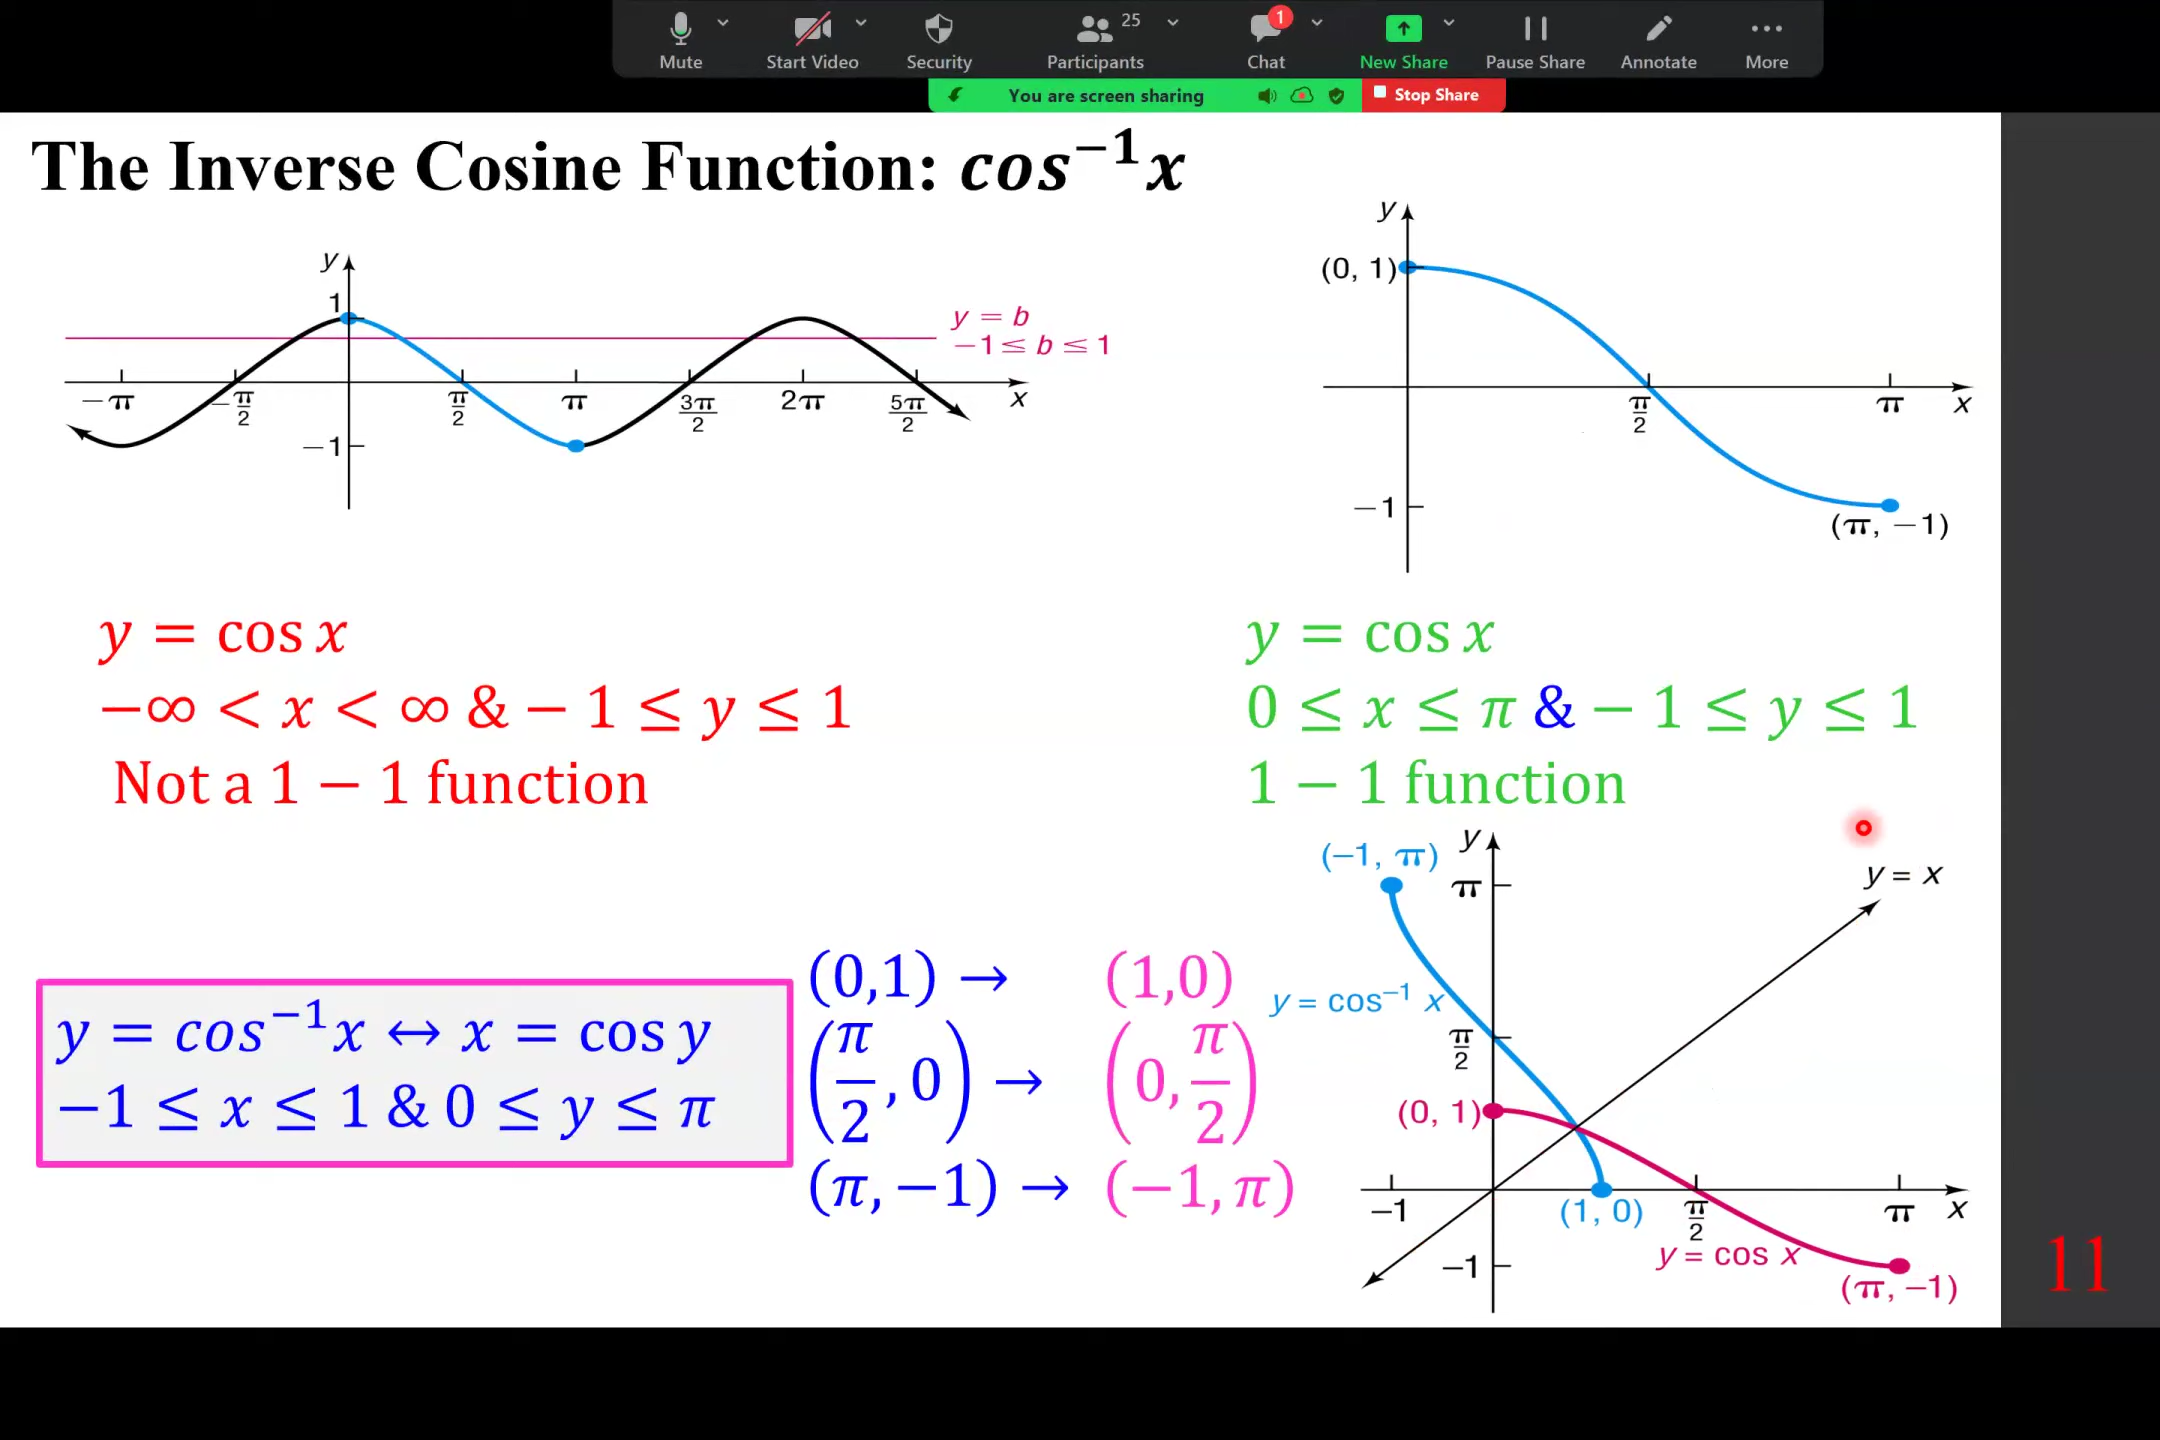 Mute
Start Video
Security
Participants 25
Chat 1
New Share
Pause Share
Annotate
More
You are screen sharing
Stop Share
The Inverse Cosine Function: cos⁻¹x
y
1
y = b
−1 ≤ b ≤ 1
−π
−π/2
π/2
π
3π/2
2π
5π/2
x
−1
y
(0, 1)
π/2
π
x
−1
(π, −1)
y = cos x
−∞ < x < ∞ & − 1 ≤ y ≤ 1
Not a 1 − 1 function
y = cos x
0 ≤ x ≤ π & − 1 ≤ y ≤ 1
1 − 1 function
y = cos⁻¹x ↔ x = cos y
−1 ≤ x ≤ 1 & 0 ≤ y ≤ π
(0,1) → (1,0)
(π/2, 0) → (0, π/2)
(π, −1) → (−1, π)
y
(−1, π)
π
y = x
y = cos⁻¹ x
π/2
(0, 1)
−1
(1, 0)
π/2
π
x
y = cos x
−1
(π, −1)
11